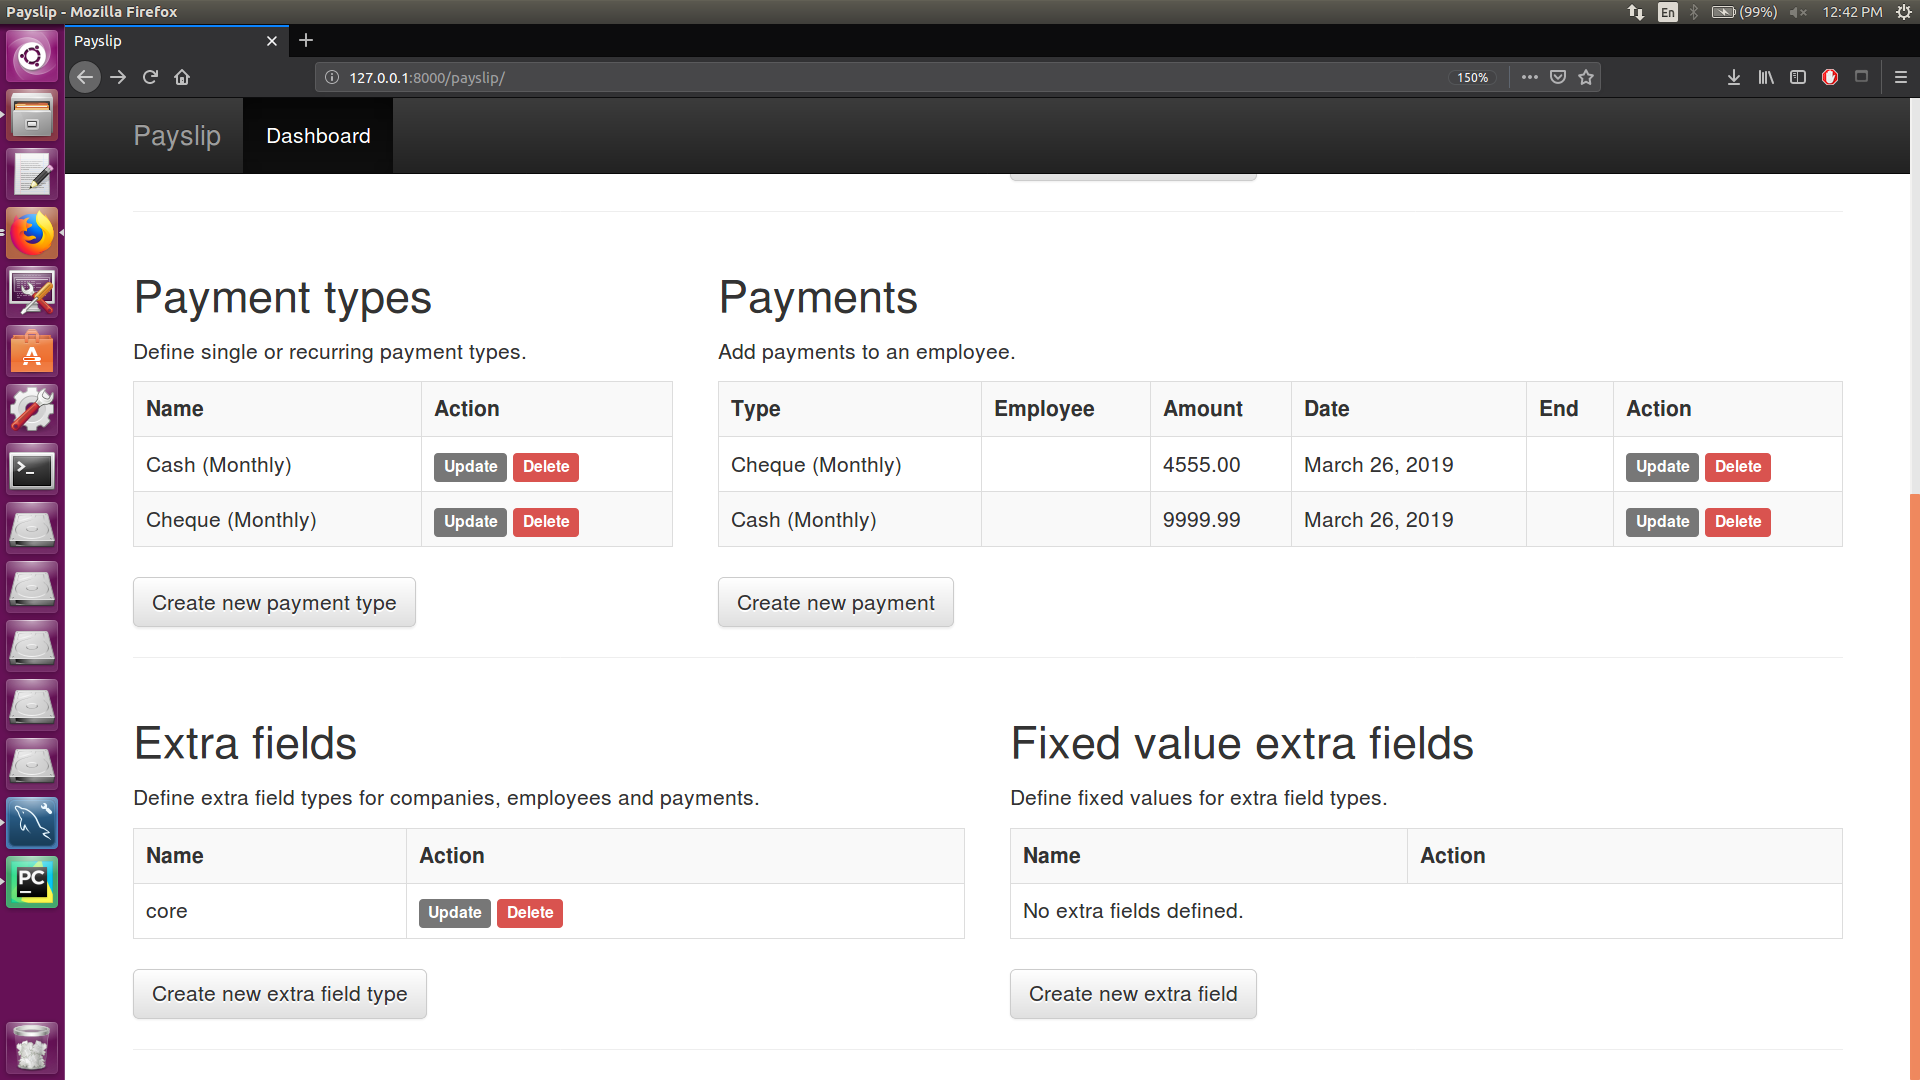 Payslip - Mozilla Firefox
En (99%) 12:42 PM
Payslip
127.0.0.1:8000/payslip/ 150%
Payslip Dashboard
Payment types
Define single or recurring payment types.
Name Action
Cash (Monthly) Update Delete
Cheque (Monthly) Update Delete
Create new payment type
Payments
Add payments to an employee.
Type Employee Amount Date End Action
Cheque (Monthly) 4555.00 March 26, 2019 Update Delete
Cash (Monthly) 9999.99 March 26, 2019 Update Delete
Create new payment
Extra fields
Define extra field types for companies, employees and payments.
Name Action
core Update Delete
Create new extra field type
Fixed value extra fields
Define fixed values for extra field types.
Name Action
No extra fields defined.
Create new extra field
PC